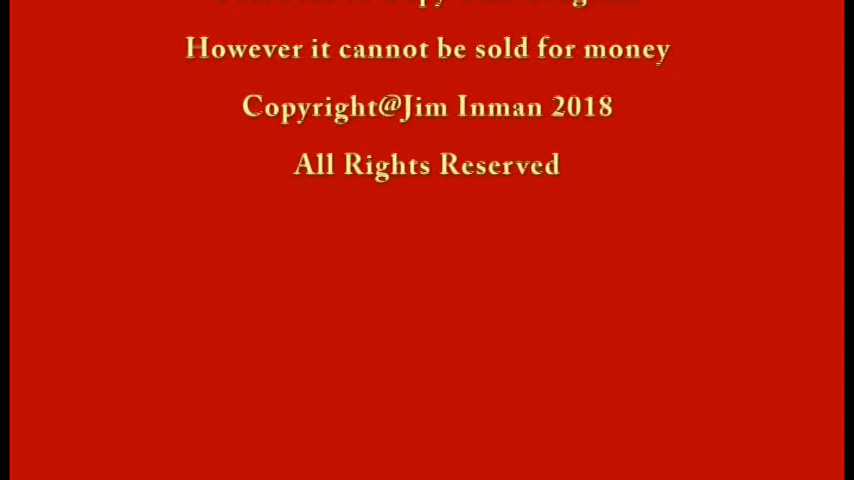 However it cannot be sold for money
Copyright@Jim Inman 2018
All Rights Reserved